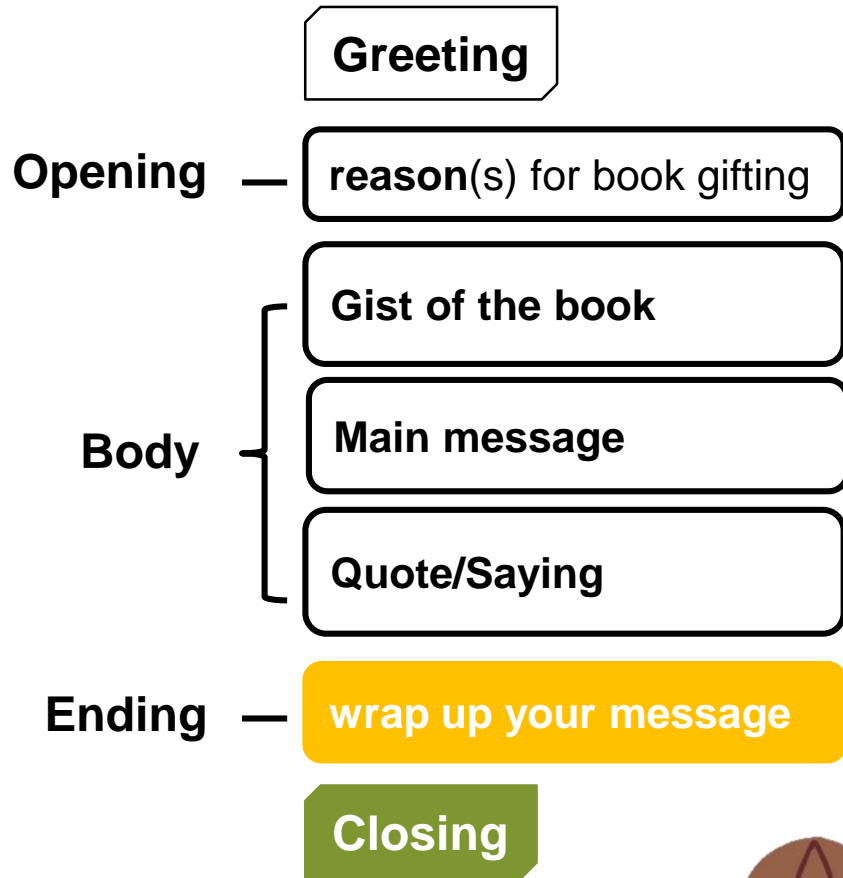 Greeting
Opening
reason(s) for book gifting
Gist of the book
Body
Main message
Quote/Saying
Ending
wrap up your message
Closing